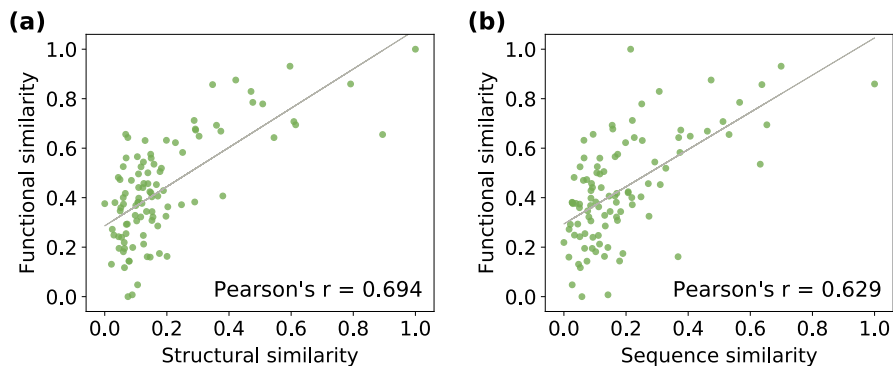 (a)
Functional similarity
1.0
0.8
0.6
0.4
0.2
0.0
Pearson's r = 0.694
0.0 0.2 0.4 0.6 0.8 1.0
Structural similarity
(b)
Functional similarity
1.0
0.8
0.6
0.4
0.2
0.0
Pearson's r = 0.629
0.0 0.2 0.4 0.6 0.8 1.0
Sequence similarity